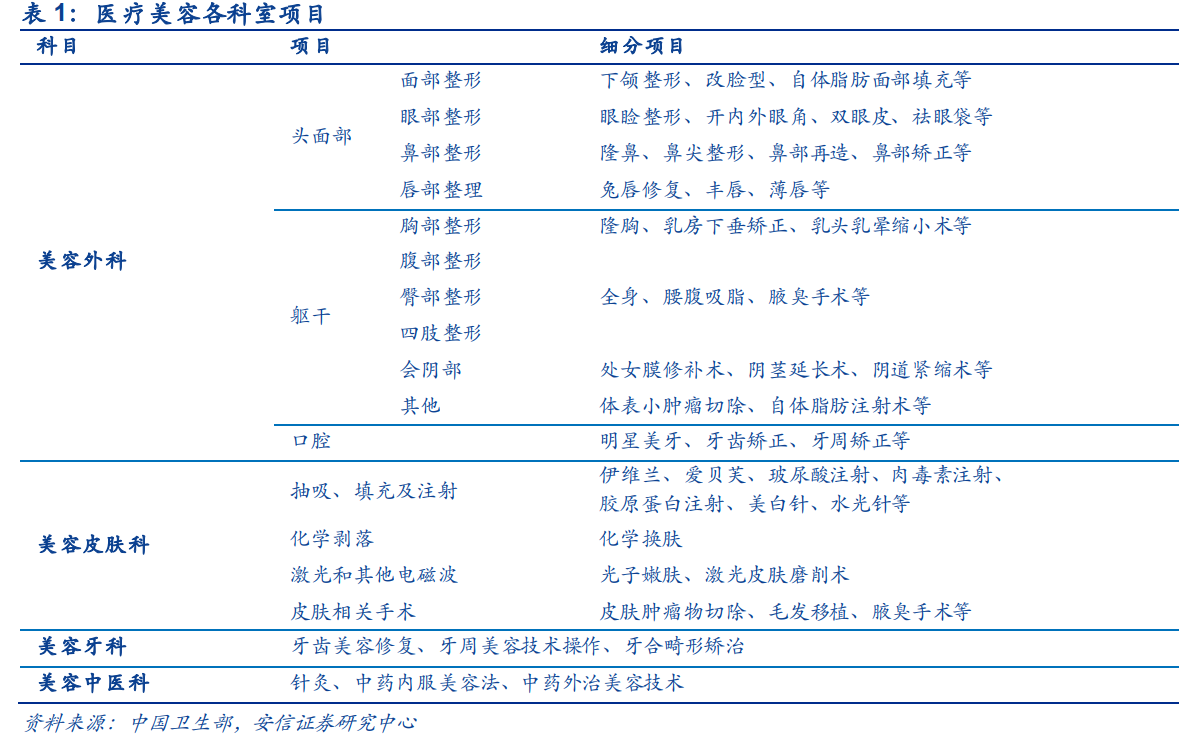 表 1：医疗美容各科室项目
科目 项目 细分项目
面部整形 下颌整形、改脸型、自体脂肪面部填充等
眼部整形 眼睑整形、开内外眼角、双眼皮、祛眼袋等
头面部
鼻部整形 隆鼻、鼻尖整形、鼻部再造、鼻部矫正等
唇部整理 兔唇修复、丰唇、薄唇等
胸部整形 隆胸、乳房下垂矫正、乳头乳晕缩小术等
美容外科 腹部整形
臀部整形 全身、腰腹吸脂、腋臭手术等
躯干
四肢整形
会阴部 处女膜修补术、阴茎延长术、阴道紧缩术等
其他 体表小肿瘤切除、自体脂肪注射术等
口腔 明星美牙、牙齿矫正、牙周矫正等
抽吸、填充及注射 伊维兰、爱贝芙、玻尿酸注射、肉毒素注射、
胶原蛋白注射、美白针、水光针等
美容皮肤科 化学剥落 化学换肤
激光和其他电磁波 光子嫩肤、激光皮肤磨削术
皮肤相关手术 皮肤肿瘤物切除、毛发移植、腋臭手术等
美容牙科 牙齿美容修复、牙周美容技术操作、牙合畸形矫治
美容中医科 针灸、中药内服美容法、中药外治美容技术
资料来源：中国卫生部，安信证券研究中心